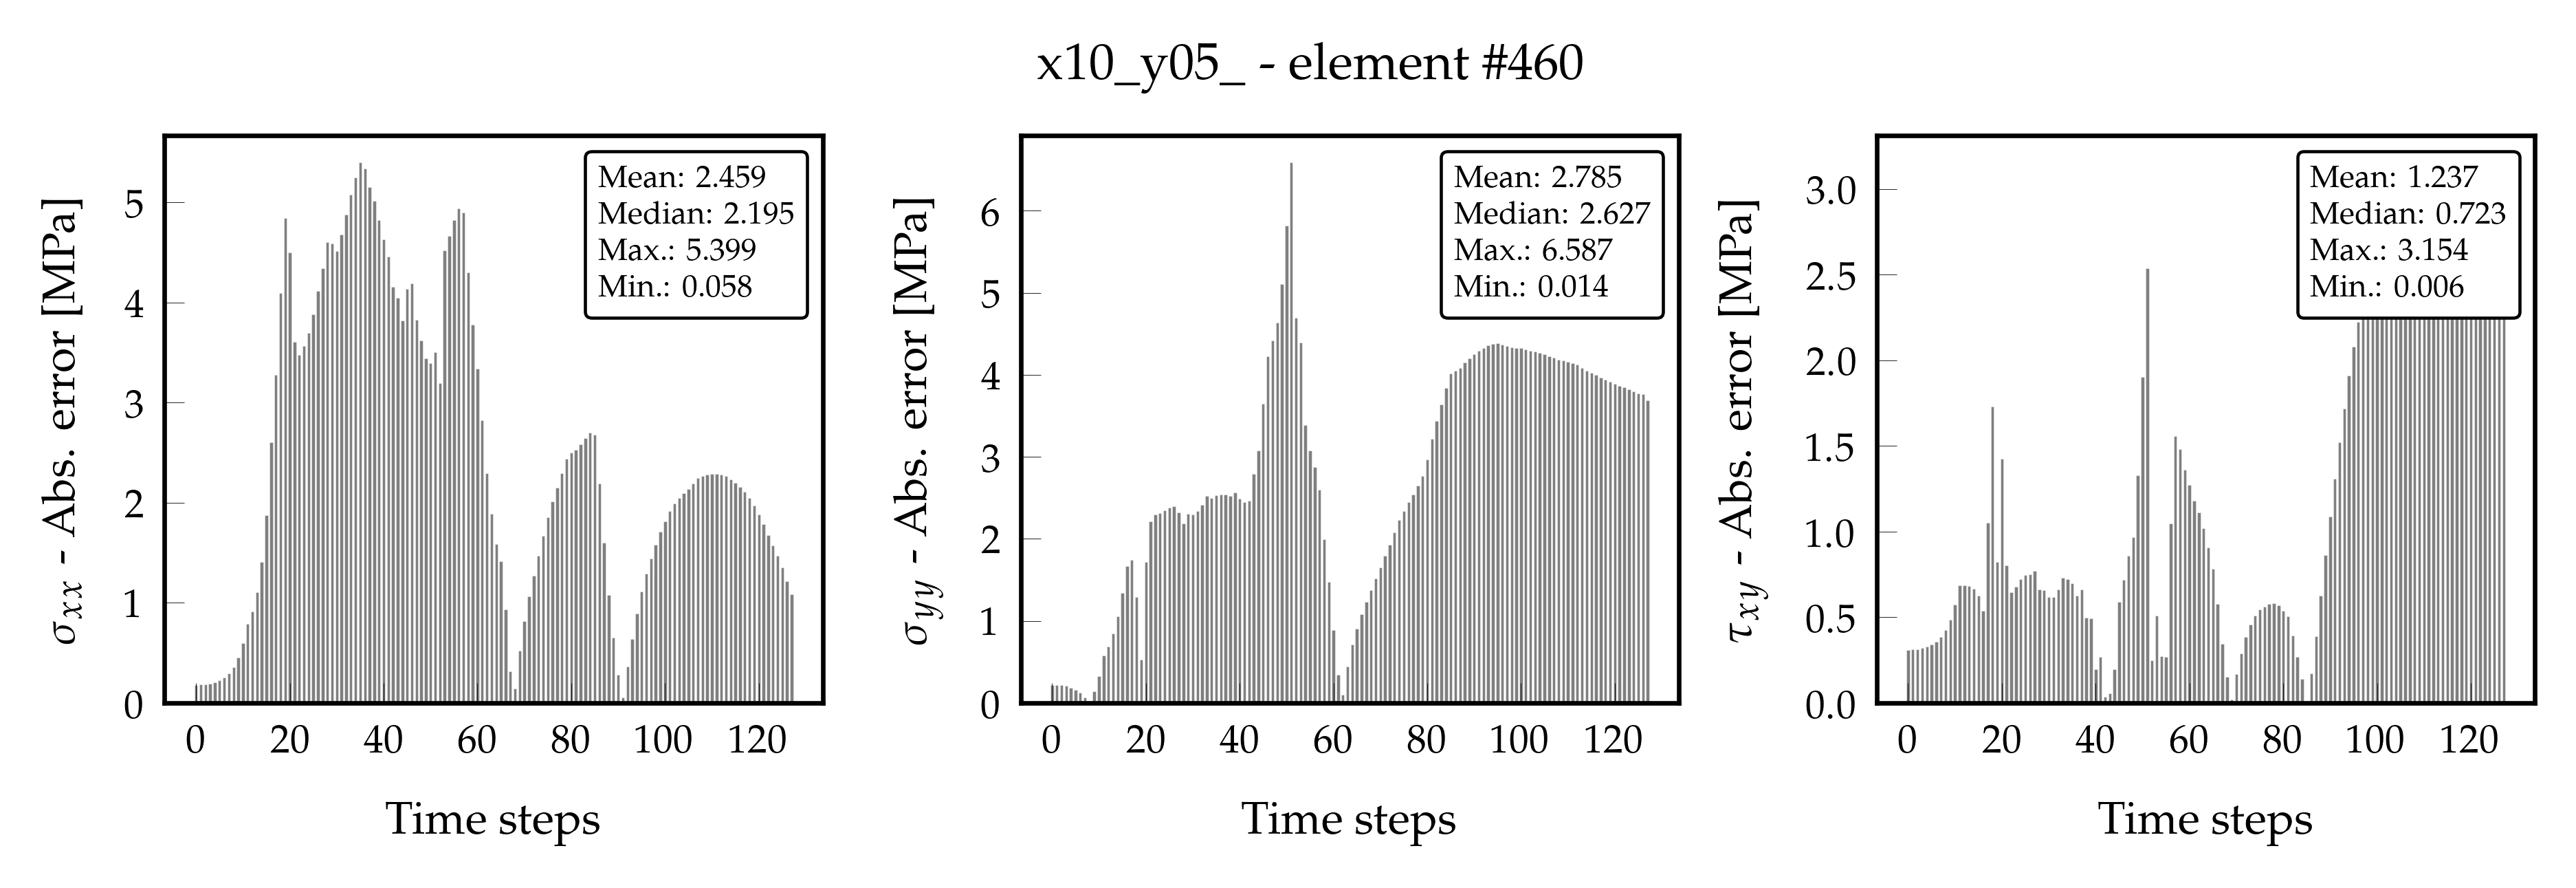 x10_y05_ - element #460
σxx - Abs. error [MPa]
5
4
3
2
1
0
Mean: 2.459
Median: 2.195
Max.: 5.399
Min.: 0.058
0 20 40 60 80 100 120
Time steps
σyy - Abs. error [MPa]
6
5
4
3
2
1
0
Mean: 2.785
Median: 2.627
Max.: 6.587
Min.: 0.014
0 20 40 60 80 100 120
Time steps
τxy - Abs. error [MPa]
3.0
2.5
2.0
1.5
1.0
0.5
0.0
Mean: 1.237
Median: 0.723
Max.: 3.154
Min.: 0.006
0 20 40 60 80 100 120
Time steps